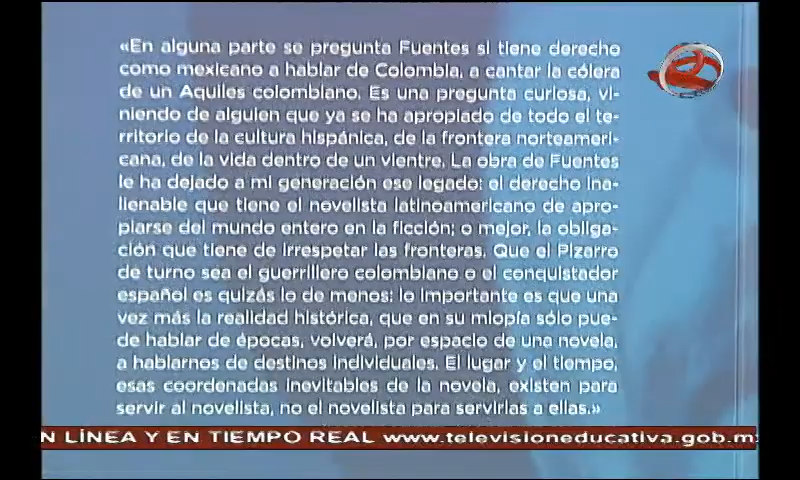 «En alguna parte se pregunta Fuentes si tiene derecho
como mexicano a hablar de Colombia, a cantar la cólera
de un Aquiles colombiano. Es una pregunta curiosa, vi-
niendo de alguien que ya se ha apropiado de todo el te-
rritorio de la cultura hispánica, de la frontera norteameri-
cana, de la vida dentro de un vientre. La obra de Fuentes
le ha dejado a mi generación ese legado: el derecho ina-
lienable que tiene el novelista latinoamericano de apro-
piarse del mundo entero en la ficción; o mejor, la obliga-
ción que tiene de irrespetar las fronteras. Que el Pizarro
de turno sea el guerrillero colombiano o el conquistador
español es quizás lo de menos: lo importante es que una
vez más la realidad histórica, que en su miopía sólo pue-
de hablar de épocas, volverá, por espacio de una novela,
a hablarnos de destinos individuales. El lugar y el tiempo,
esas coordenadas inevitables de la novela, existen para
servir al novelista, no el novelista para servirlas a ellas.»
N LÍNEA Y EN TIEMPO REAL www.televisioneducativa.gob.m